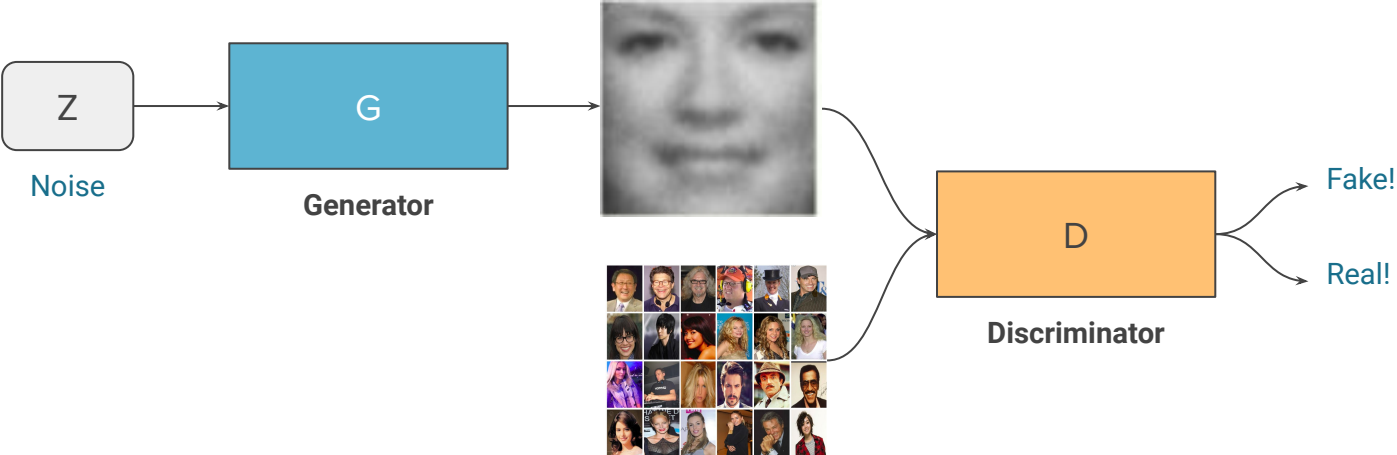 Z
Noise
G
Generator
D
Discriminator
Fake!
Real!